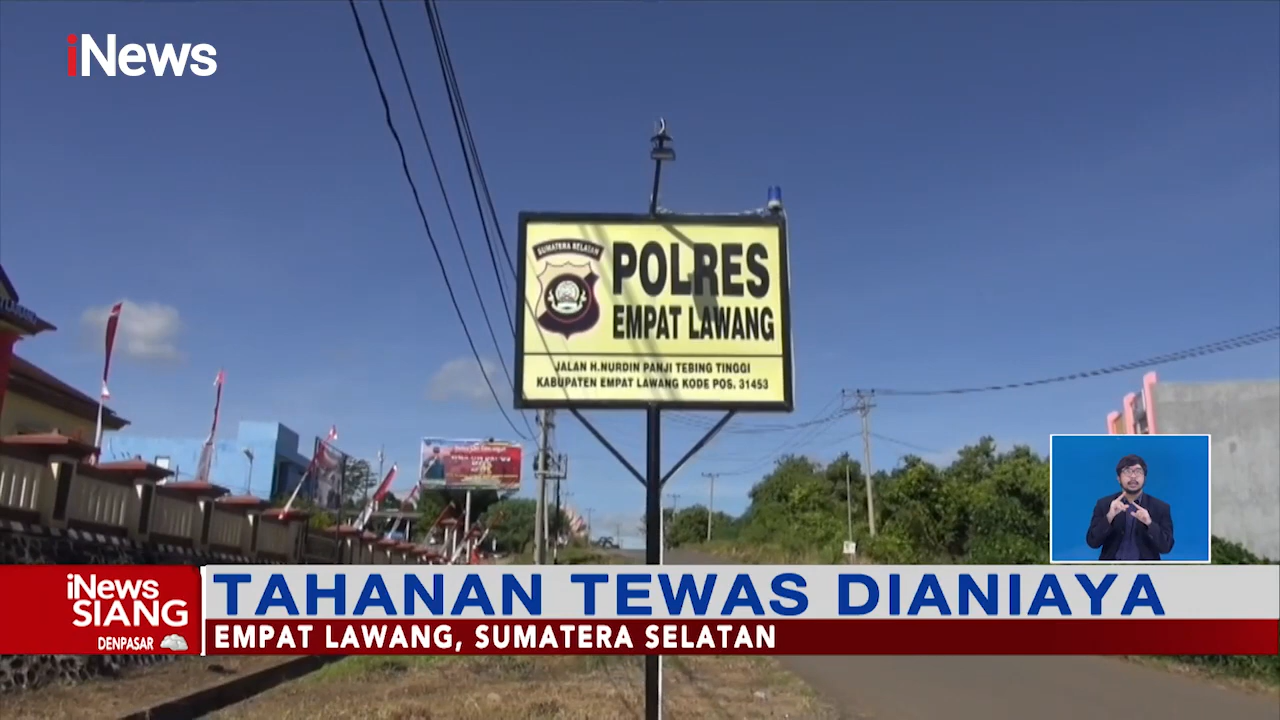 iNews
SUMATERA SELATAN
POLRES
EMPAT LAWANG
JALAN H.NURDIN PANJI TEBING TINGGI
KABUPATEN EMPAT LAWANG KODE POS. 31453
iNEWS
SIANG
DENPASAR
TAHANAN TEWAS DIANIAYA
EMPAT LAWANG, SUMATERA SELATAN